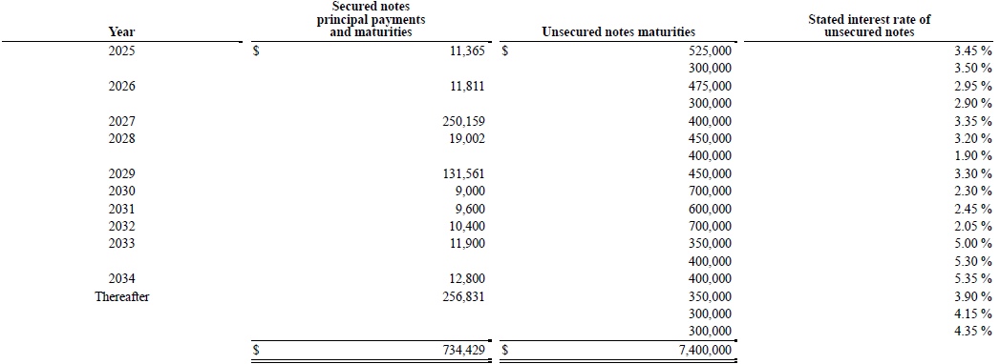 Secured notes
principal payments Stated interest rate of
Year and maturities Unsecured notes maturities unsecured notes
2025 $ 11,365 $ 525,000 3.45 %
300,000 3.50 %
2026 11,811 475,000 2.95 %
300,000 2.90 %
2027 250,159 400,000 3.35 %
2028 19,002 450,000 3.20 %
400,000 1.90 %
2029 131,561 450,000 3.30 %
2030 9,000 700,000 2.30 %
2031 9,600 600,000 2.45 %
2032 10,400 700,000 2.05 %
2033 11,900 350,000 5.00 %
400,000 5.30 %
2034 12,800 400,000 5.35 %
Thereafter 256,831 350,000 3.90 %
300,000 4.15 %
300,000 4.35 %
$ 734,429 $ 7,400,000